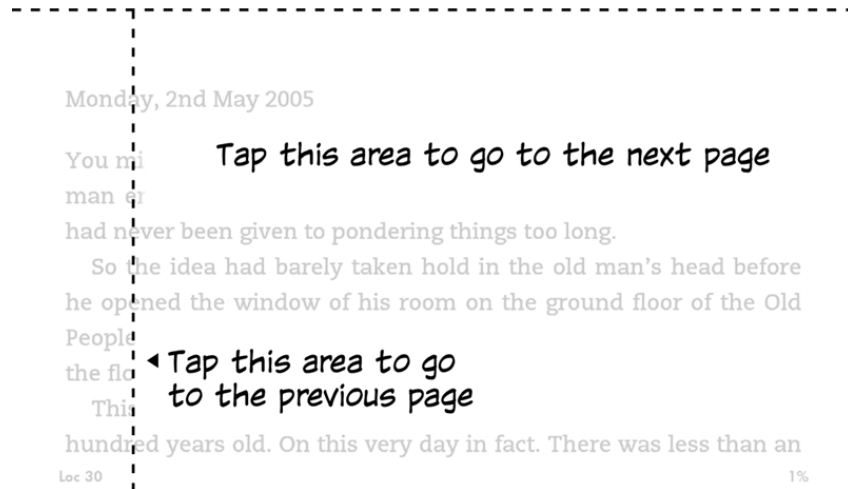 Monday, 2nd May 2005
Tap this area to go to the next page
You mi
man er
had never been given to pondering things too long.
So the idea had barely taken hold in the old man's head before
he opened the window of his room on the ground floor of the Old
People
the flo
◂ Tap this area to go
to the previous page
This
hundred years old. On this very day in fact. There was less than an
Loc 30 1%